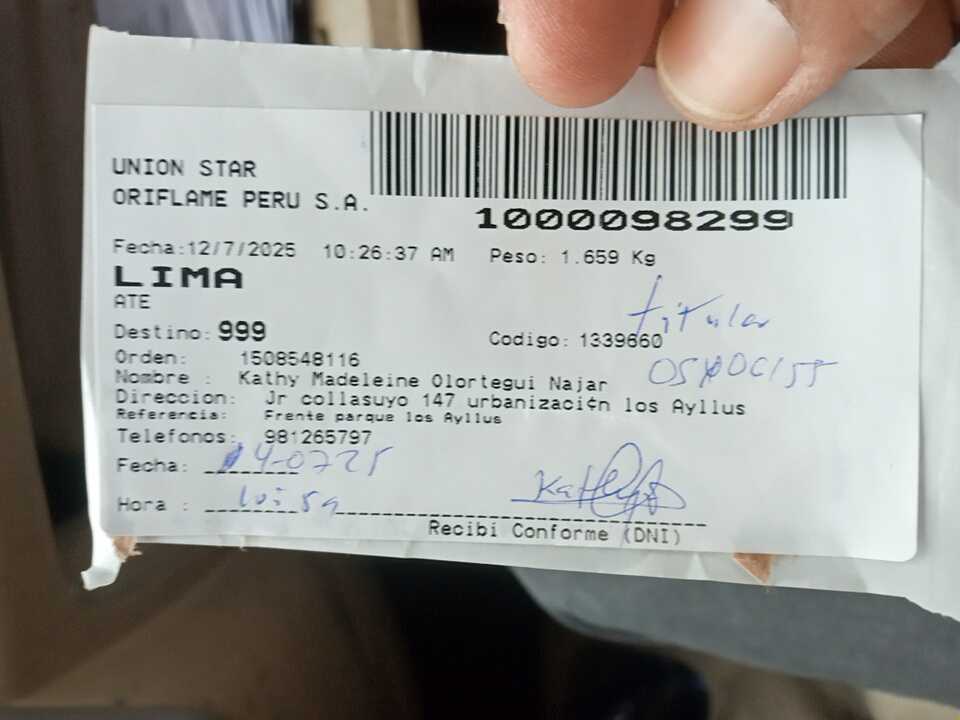 UNION STAR
ORIFLAME PERU S.A.
1000098299
Fecha:12/7/2025 10:26:37 AM Peso: 1.659 Kg
LIMA
ATE
titular
Destino: 999 Codigo: 1339660
Orden: 1508548116
Nombre : Kathy Madeleine Olortegui Najar
Direccion: Jr collasuyo 147 urbanizaci¢n los Ayllus
Referencia: Frente parque los Ayllus
Telefonos: 981265797
Fecha:
Hora :
Recibi Conforme (DNI)